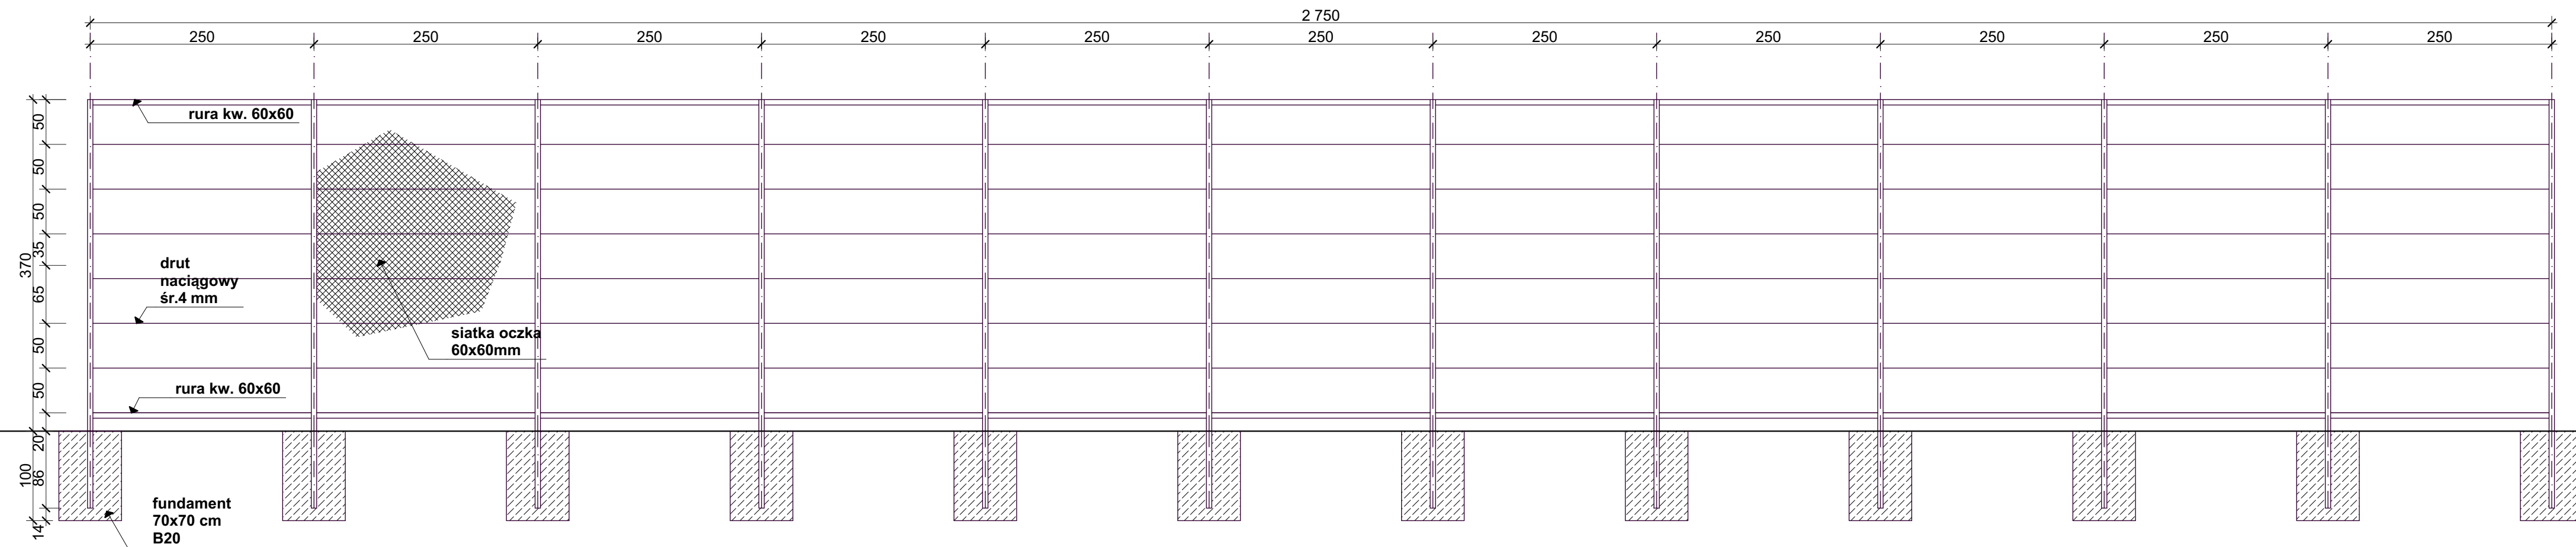 2 750
250 250 250 250 250 250 250 250 250 250 250
rura kw. 60x60
50
50
50
35
370
65
50
50
drut
naciągowy
śr.4 mm
siatka oczka
60x60mm
rura kw. 60x60
20
100
86
14
fundament
70x70 cm
B20